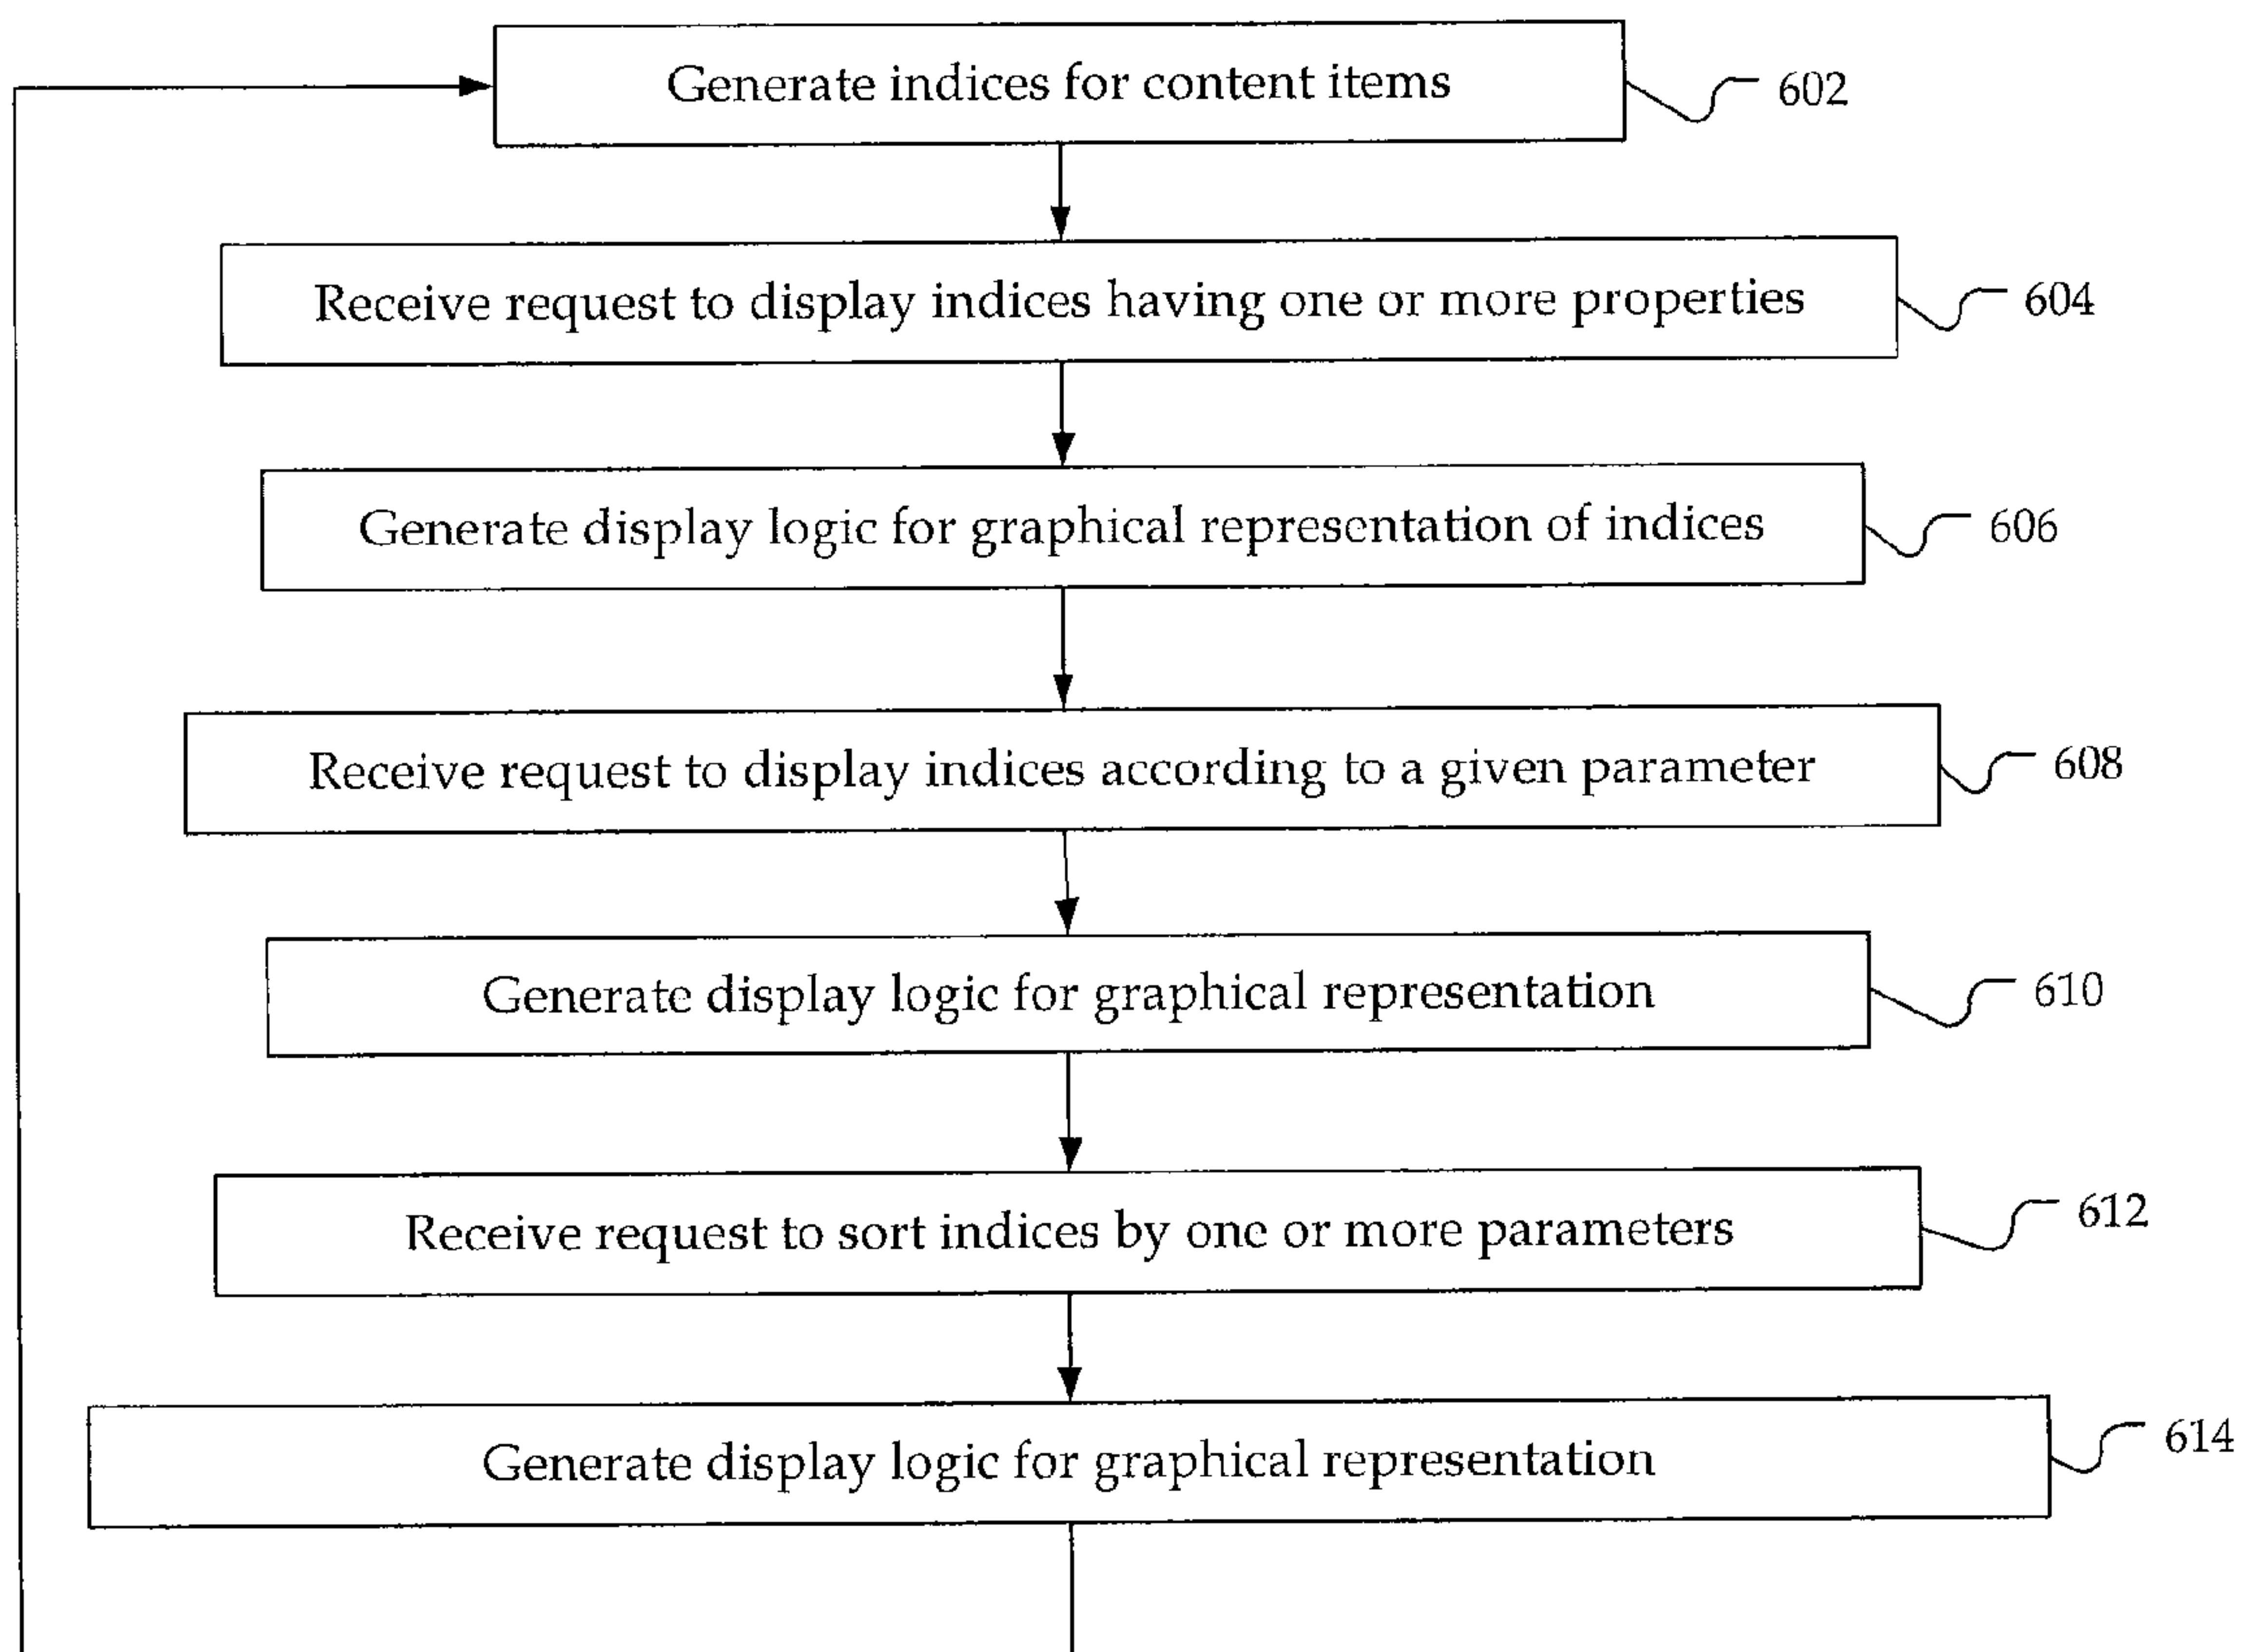 Generate indices for content items
602
Receive request to display indices having one or more properties
604
Generate display logic for graphical representation of indices
606
Receive request to display indices according to a given parameter
608
Generate display logic for graphical representation
610
Receive request to sort indices by one or more parameters
612
Generate display logic for graphical representation
614